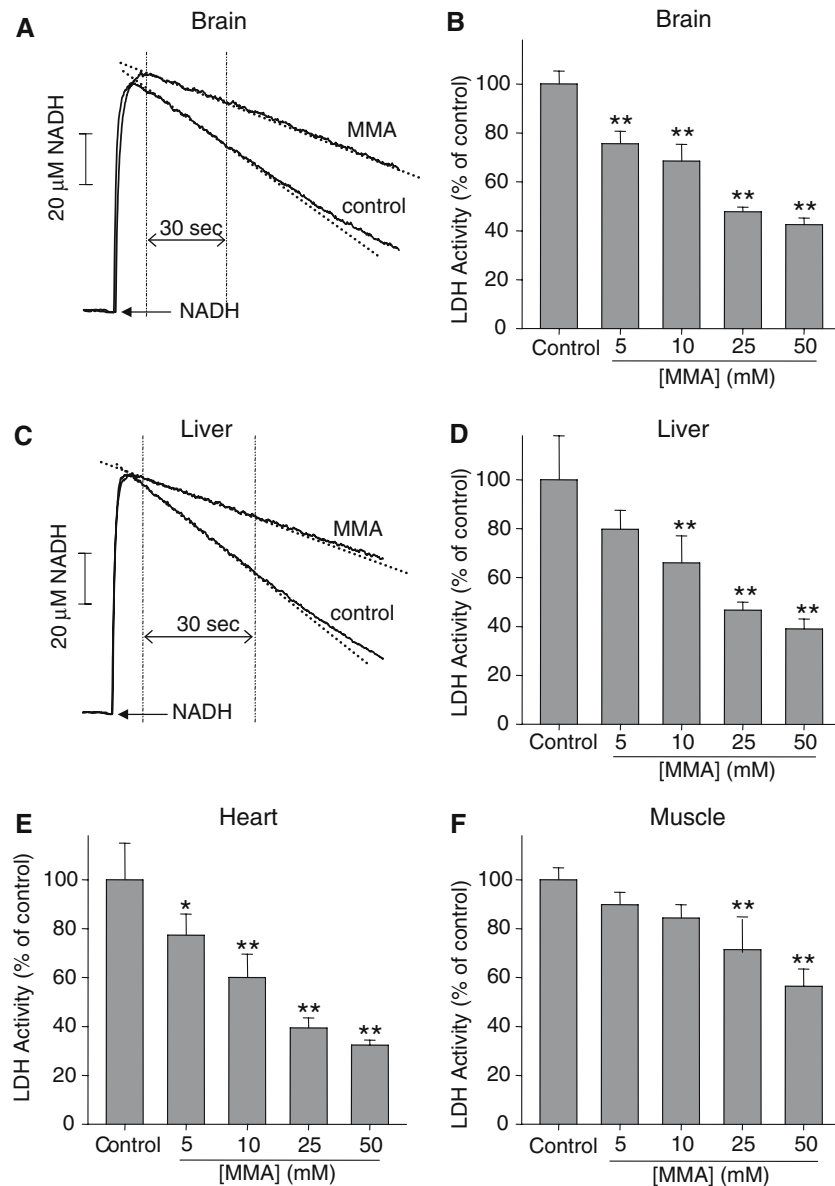 A
Brain
20 μM NADH
MMA
control
30 sec
NADH
B
Brain
LDH Activity (% of control)
100
80
60
40
20
0
** ** ** **
Control 5 10 25 50
[MMA] (mM)
C
Liver
20 μM NADH
MMA
control
30 sec
NADH
D
Liver
LDH Activity (% of control)
100
80
60
40
20
0
** ** **
Control 5 10 25 50
[MMA] (mM)
E
Heart
LDH Activity (% of control)
100
80
60
40
20
0
* ** ** **
Control 5 10 25 50
[MMA] (mM)
F
Muscle
LDH Activity (% of control)
100
80
60
40
20
0
** **
Control 5 10 25 50
[MMA] (mM)